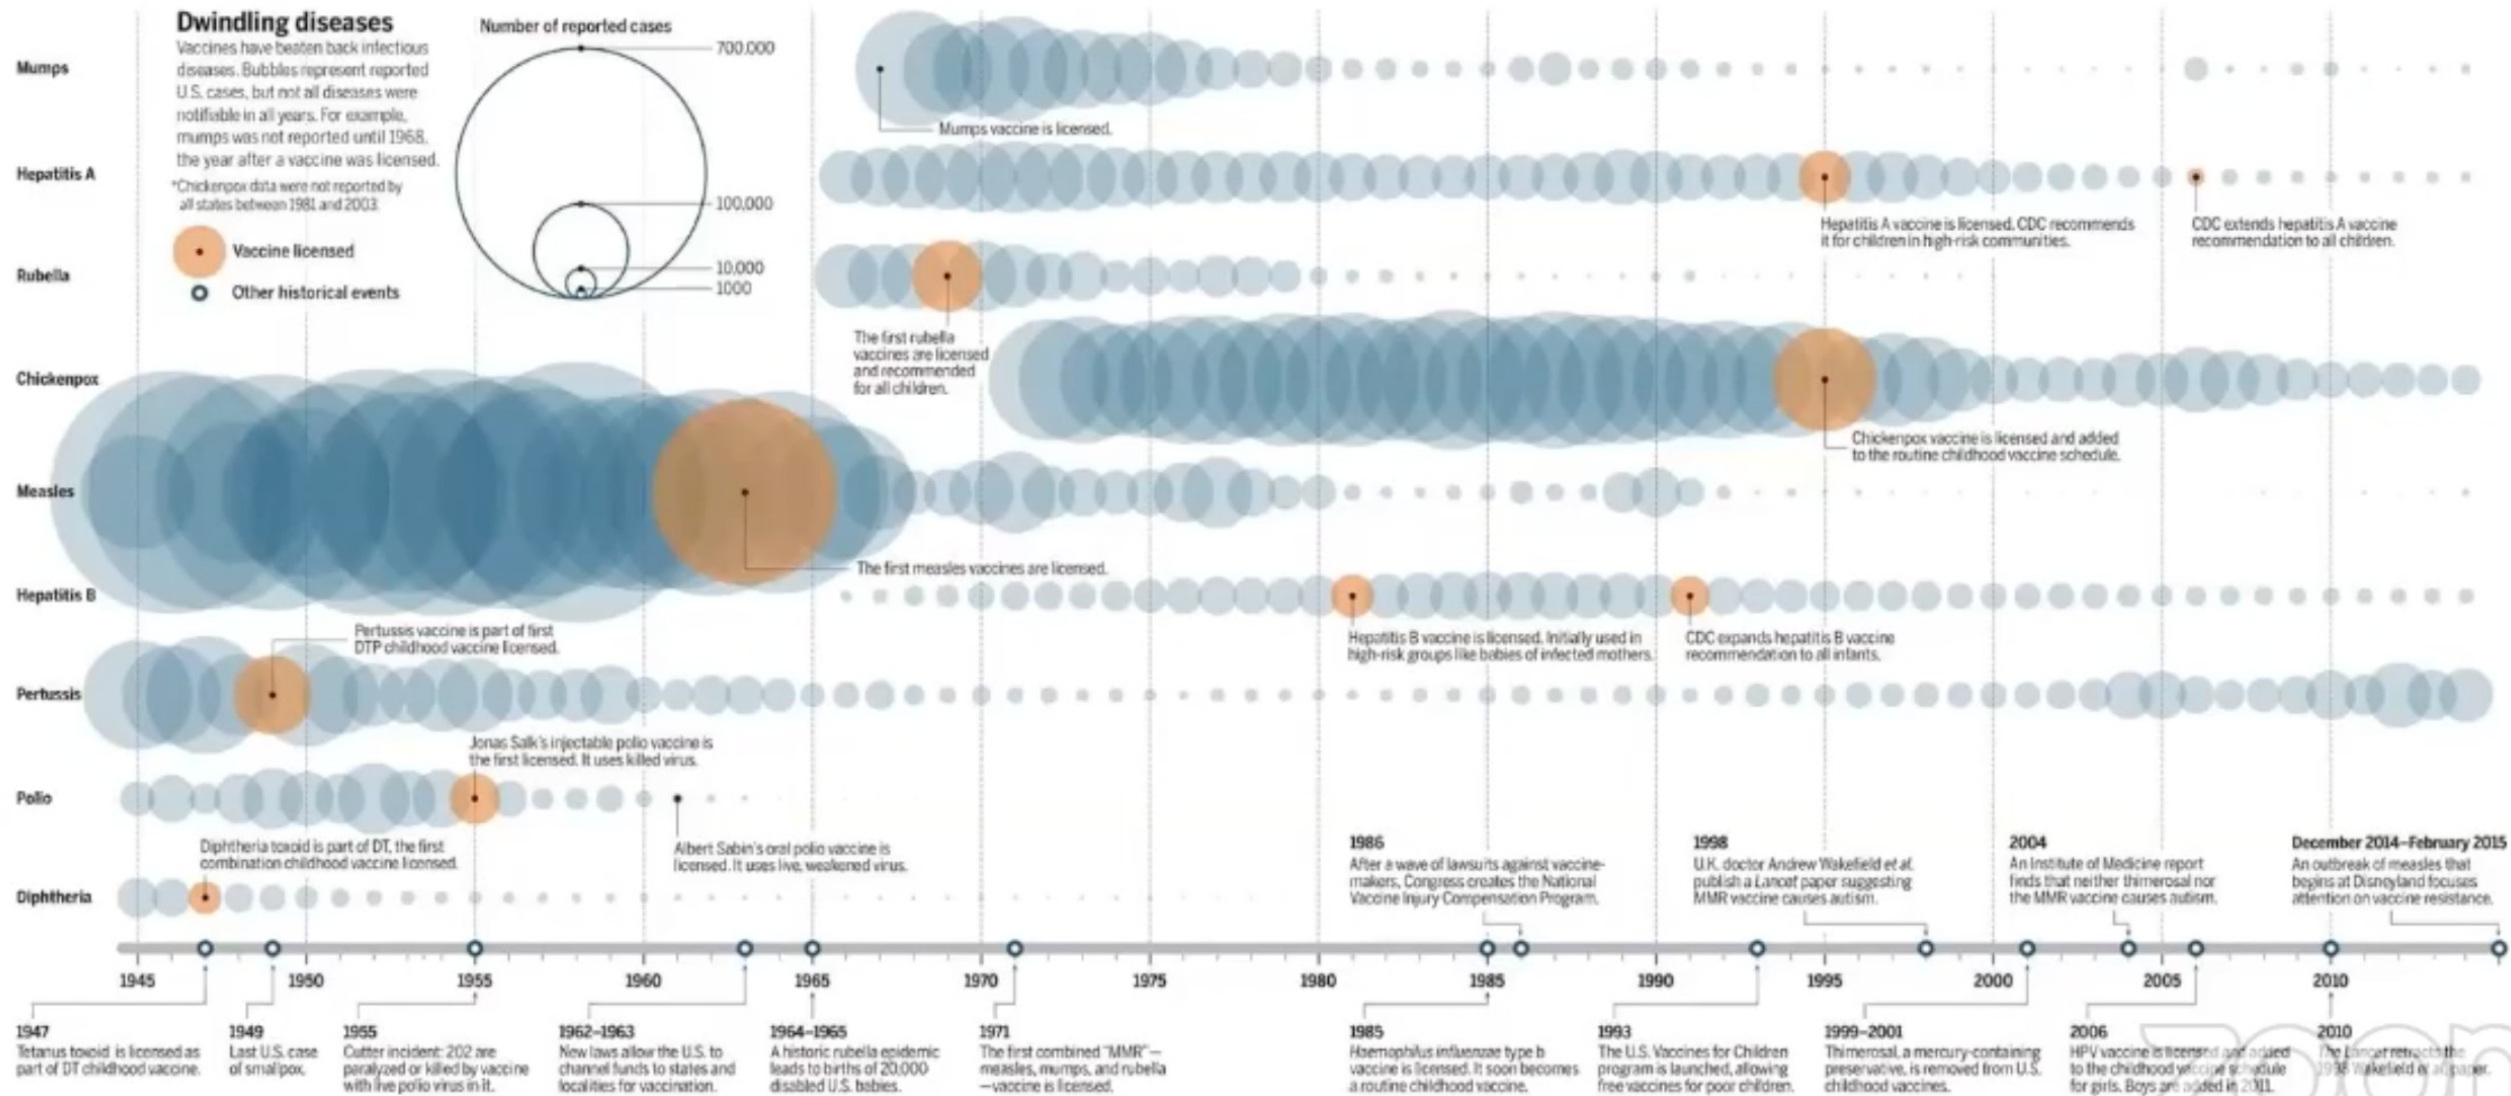 Dwindling diseases
Vaccines have beaten back infectious
diseases. Bubbles represent reported
U.S. cases, but not all diseases were
notifiable in all years. For example,
mumps was not reported until 1968,
the year after a vaccine was licensed.
*Chickenpox data were not reported by
all states between 1981 and 2003.
Vaccine licensed
Other historical events
Number of reported cases
700,000
100,000
10,000
1000
Mumps
Mumps vaccine is licensed.
Hepatitis A
Hepatitis A vaccine is licensed. CDC recommends
it for children in high-risk communities.
CDC extends hepatitis A vaccine
recommendation to all children.
Rubella
The first rubella
vaccines are licensed
and recommended
for all children.
Chickenpox
Chickenpox vaccine is licensed and added
to the routine childhood vaccine schedule.
Measles
The first measles vaccines are licensed.
Hepatitis B
Hepatitis B vaccine is licensed. Initially used in
high-risk groups like babies of infected mothers.
CDC expands hepatitis B vaccine
recommendation to all infants.
Pertussis
Pertussis vaccine is part of first
DTP childhood vaccine licensed.
Polio
Jonas Salk's injectable polio vaccine is
the first licensed. It uses killed virus.
Albert Sabin's oral polio vaccine is
licensed. It uses live, weakened virus.
Diphtheria
Diphtheria toxoid is part of DT, the first
combination childhood vaccine licensed.
1986
After a wave of lawsuits against vaccine-
makers, Congress creates the National
Vaccine Injury Compensation Program.
1998
U.K. doctor Andrew Wakefield et al.
publish a Lancet paper suggesting
MMR vaccine causes autism.
2004
An Institute of Medicine report
finds that neither thimerosal nor
the MMR vaccine causes autism.
December 2014–February 2015
An outbreak of measles that
begins at Disneyland focuses
attention on vaccine resistance.
1945 1950 1955 1960 1965 1970 1975 1980 1985 1990 1995 2000 2005 2010
1947
Tetanus toxoid is licensed as
part of DT childhood vaccine.
1949
Last U.S. case
of smallpox.
1955
Cutter incident: 202 are
paralyzed or killed by vaccine
with live polio virus in it.
1962–1963
New laws allow the U.S. to
channel funds to states and
localities for vaccination.
1964–1965
A historic rubella epidemic
leads to births of 20,000
disabled U.S. babies.
1971
The first combined "MMR"—
measles, mumps, and rubella
—vaccine is licensed.
1985
Haemophilus influenzae type b
vaccine is licensed. It soon becomes
a routine childhood vaccine.
1993
The U.S. Vaccines for Children
program is launched, allowing
free vaccines for poor children.
1999–2001
Thimerosal, a mercury-containing
preservative, is removed from U.S.
childhood vaccines.
2006
HPV vaccine is licensed and added
to the childhood vaccine schedule
for girls. Boys are added in 2011.
2010
The Lancet retracts the
1998 Wakefield et al. paper.
zoom